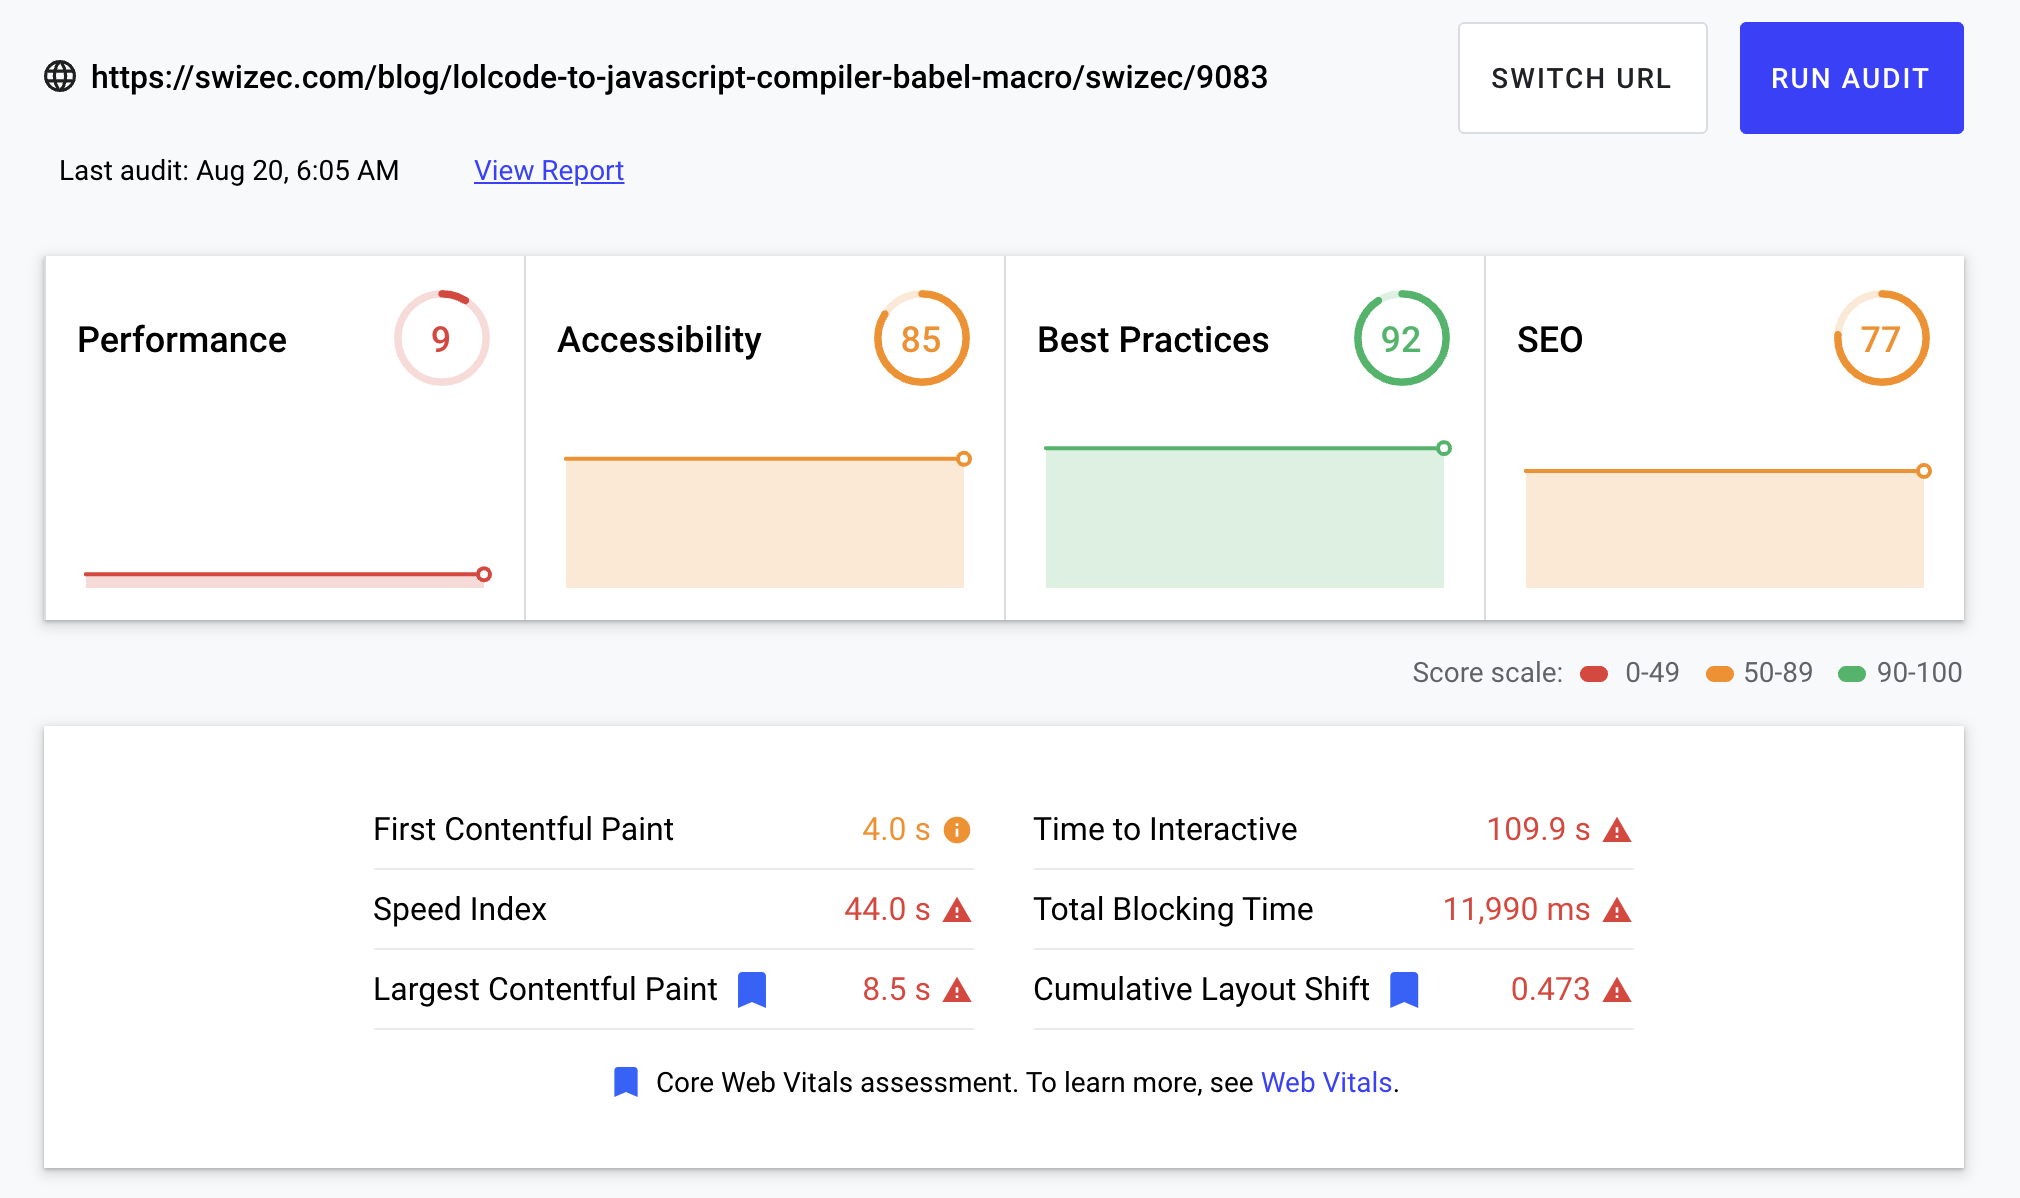 https://swizec.com/blog/lolcode-to-javascript-compiler-babel-macro/swizec/9083
SWITCH URL
RUN AUDIT
Last audit: Aug 20, 6:05 AM
View Report
Performance
9
Accessibility
85
Best Practices
92
SEO
77
Score scale: 0-49 50-89 90-100
First Contentful Paint 4.0 s
Time to Interactive 109.9 s
Speed Index 44.0 s
Total Blocking Time 11,990 ms
Largest Contentful Paint 8.5 s
Cumulative Layout Shift 0.473
Core Web Vitals assessment. To learn more, see Web Vitals.